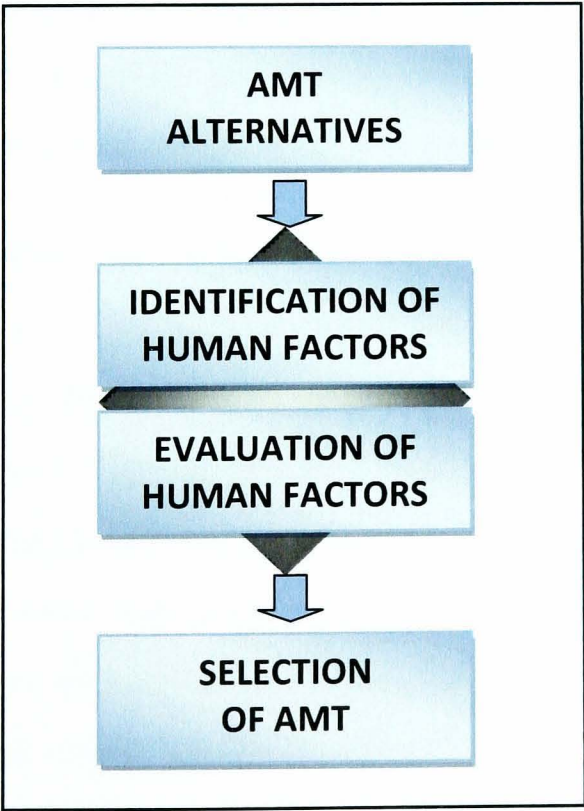 AMT
ALTERNATIVES
IDENTIFICATION OF
HUMAN FACTORS
EVALUATION OF
HUMAN FACTORS
SELECTION
OF AMT